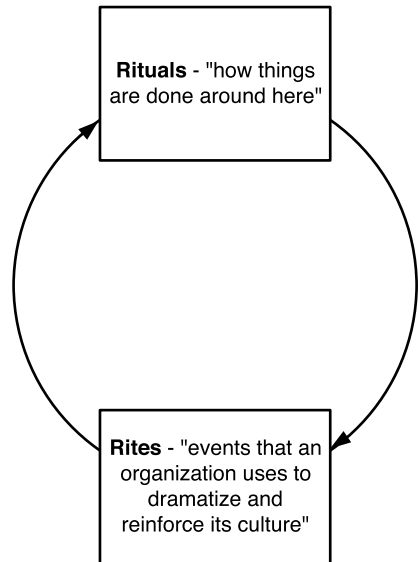 Rituals - "how things
are done around here"
Rites - "events that an
organization uses to
dramatize and
reinforce its culture"